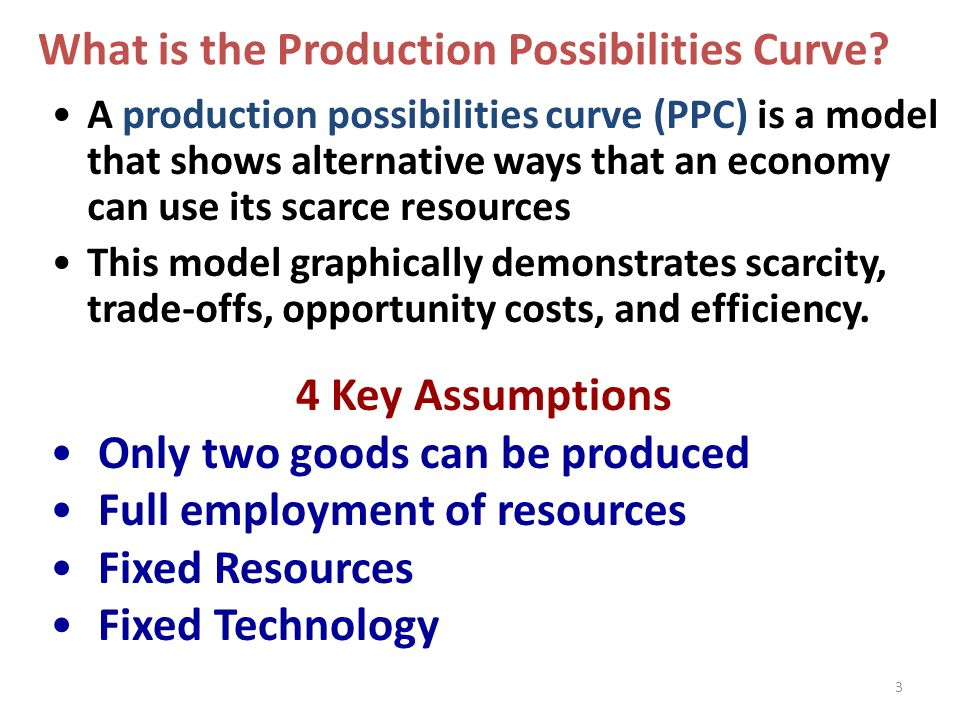 What is the Production Possibilities Curve?
• A production possibilities curve (PPC) is a model
that shows alternative ways that an economy
can use its scarce resources
• This model graphically demonstrates scarcity,
trade-offs, opportunity costs, and efficiency.
4 Key Assumptions
• Only two goods can be produced
• Full employment of resources
• Fixed Resources
• Fixed Technology
3